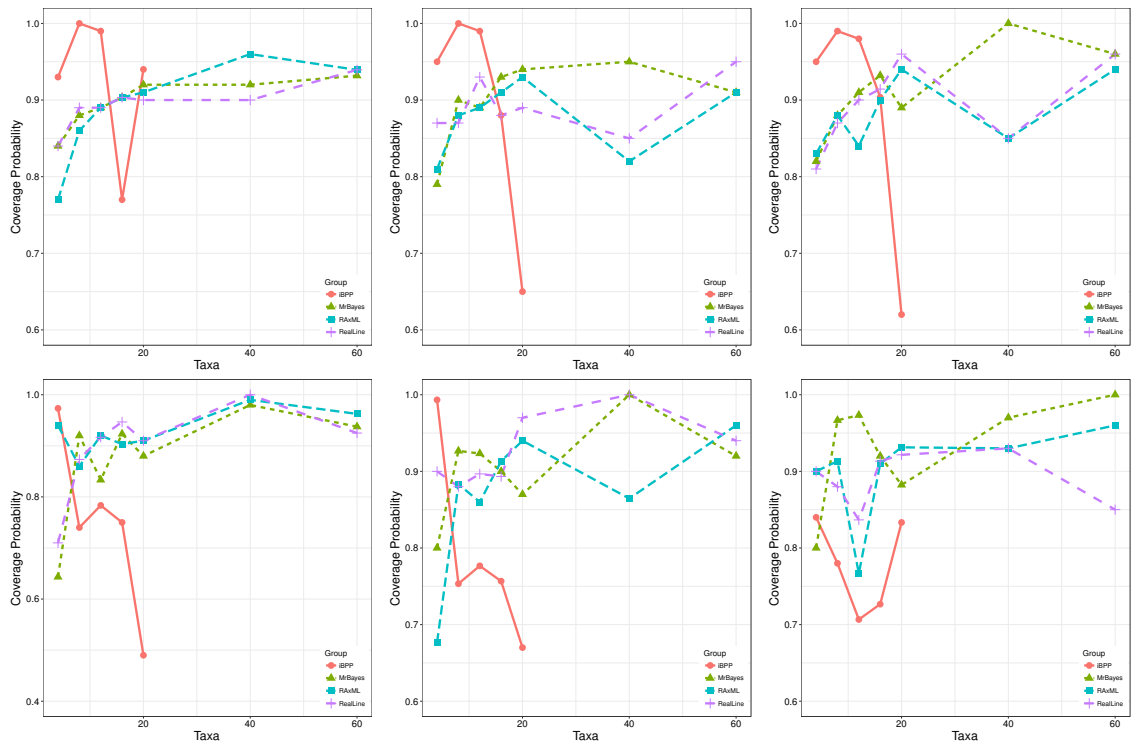 1.0
0.9
0.8
0.7
0.6
Coverage Probability
20
40
60
Taxa
Group
iBPP
MrBayes
RAxML
RealLine
1.0
0.9
0.8
0.7
0.6
Coverage Probability
20
40
60
Taxa
Group
iBPP
MrBayes
RAxML
RealLine
1.0
0.9
0.8
0.7
0.6
Coverage Probability
20
40
60
Taxa
Group
iBPP
MrBayes
RAxML
RealLine
1.0
0.8
0.6
0.4
Coverage Probability
20
40
60
Taxa
Group
iBPP
MrBayes
RAxML
RealLine
1.0
0.9
0.8
0.7
0.6
Coverage Probability
20
40
60
Taxa
Group
iBPP
MrBayes
RAxML
RealLine
1.0
0.9
0.8
0.7
0.6
Coverage Probability
20
40
60
Taxa
Group
iBPP
MrBayes
RAxML
RealLine